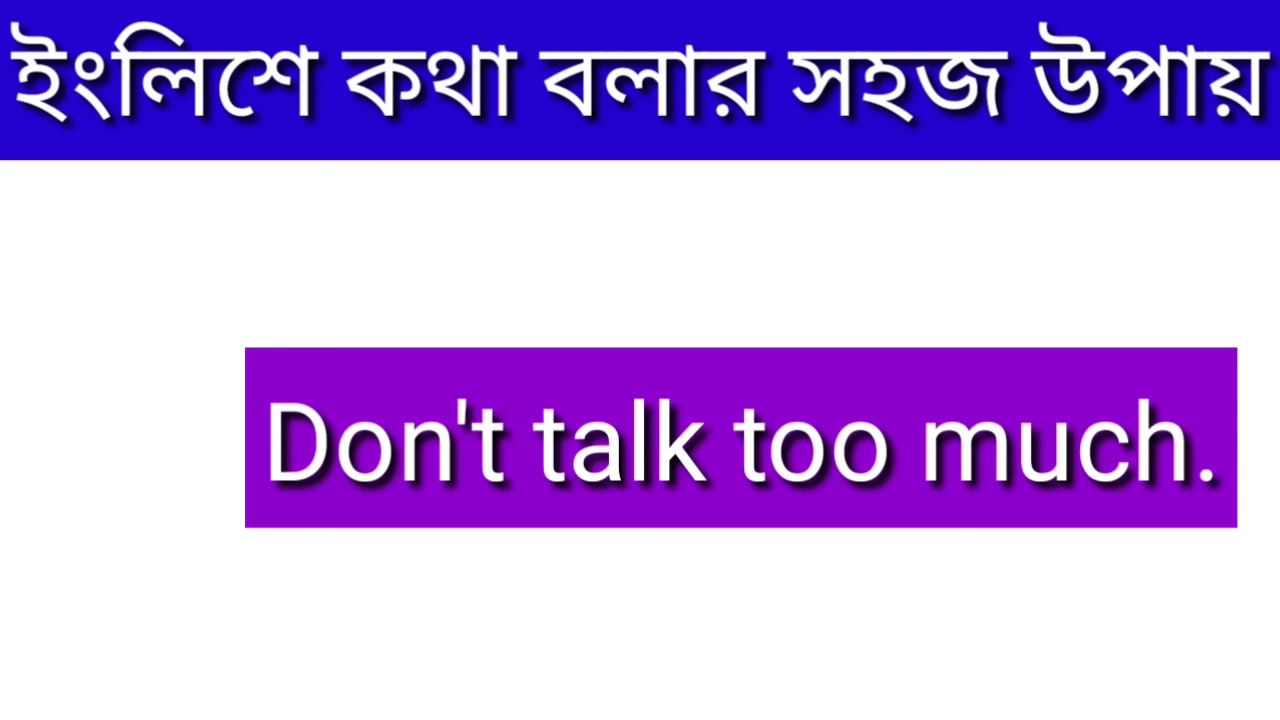 ইংলিশে কথা বলার সহজ উপায়
Don't talk too much.